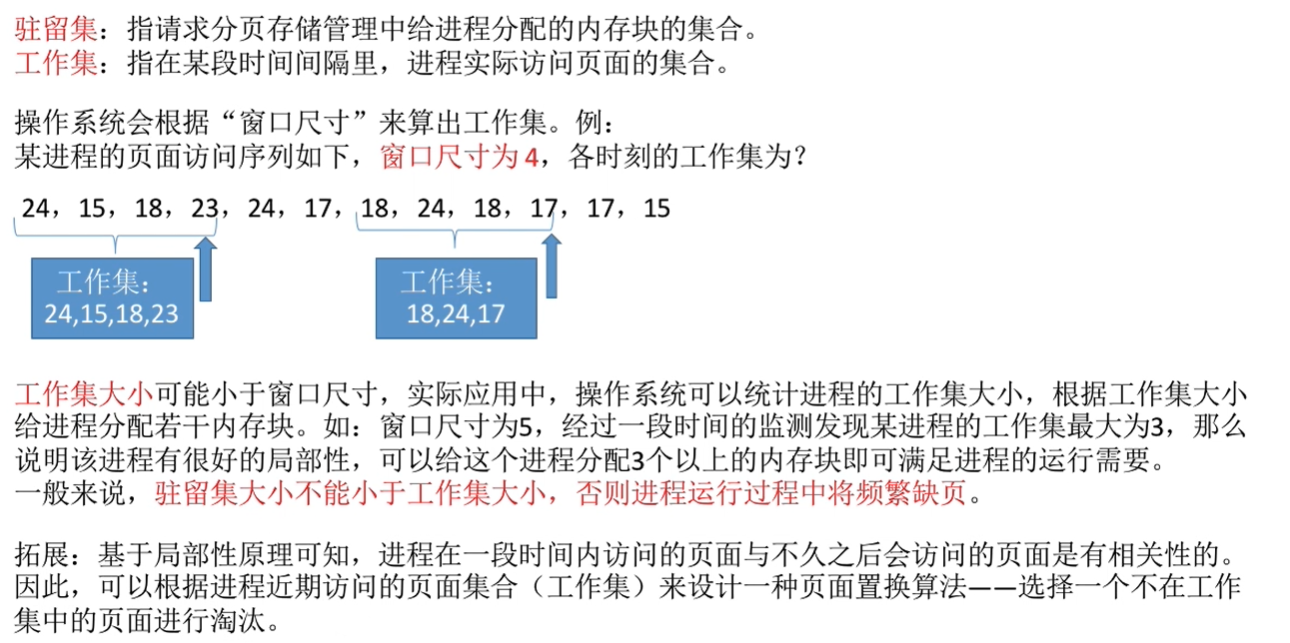 驻留集：指请求分页存储管理中给进程分配的内存块的集合。
工作集：指在某段时间间隔里，进程实际访问页面的集合。
操作系统会根据“窗口尺寸”来算出工作集。例：
某进程的页面访问序列如下，窗口尺寸为 4，各时刻的工作集为？
24，15，18，23，24，17，18，24，18，17，17，15
工作集：
24,15,18,23
工作集：
18,24,17
工作集大小可能小于窗口尺寸，实际应用中，操作系统可以统计进程的工作集大小，根据工作集大小
给进程分配若干内存块。如：窗口尺寸为5，经过一段时间的监测发现某进程的工作集最大为3，那么
说明该进程有很好的局部性，可以给这个进程分配3个以上的内存块即可满足进程的运行需要。
一般来说，驻留集大小不能小于工作集大小，否则进程运行过程中将频繁缺页。
拓展：基于局部性原理可知，进程在一段时间内访问的页面与不久之后会访问的页面是有相关性的。
因此，可以根据进程近期访问的页面集合（工作集）来设计一种页面置换算法——选择一个不在工作
集中的页面进行淘汰。